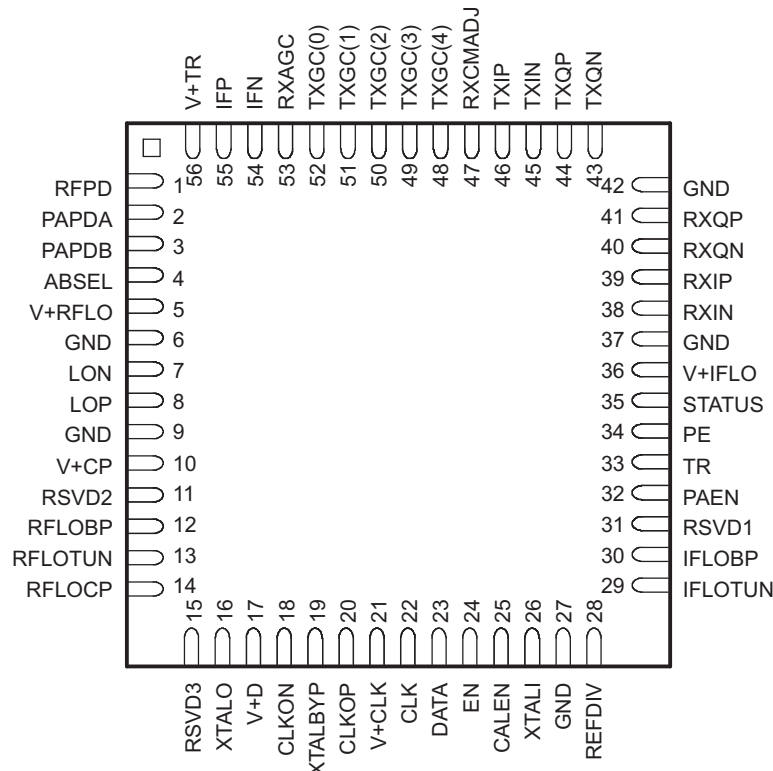 V+TR
IFP
IFN
RXAGC
TXGC(0)
TXGC(1)
TXGC(2)
TXGC(3)
TXGC(4)
RXCMADJ
TXIP
TXIN
TXQP
TXQN
56
55
54
53
52
51
50
49
48
47
46
45
44
43
RFPD 1
PAPDA 2
PAPDB 3
ABSEL 4
V+RFLO 5
GND 6
LON 7
LOP 8
GND 9
V+CP 10
RSVD2 11
RFLOBP 12
RFLOTUN 13
RFLOCP 14
42 GND
41 RXQP
40 RXQN
39 RXIP
38 RXIN
37 GND
36 V+IFLO
35 STATUS
34 PE
33 TR
32 PAEN
31 RSVD1
30 IFLOBP
29 IFLOTUN
15
16
17
18
19
20
21
22
23
24
25
26
27
28
RSVD3
XTALO
V+D
CLKON
XTALBYP
CLKOP
V+CLK
CLK
DATA
EN
CALEN
XTALI
GND
REFDIV